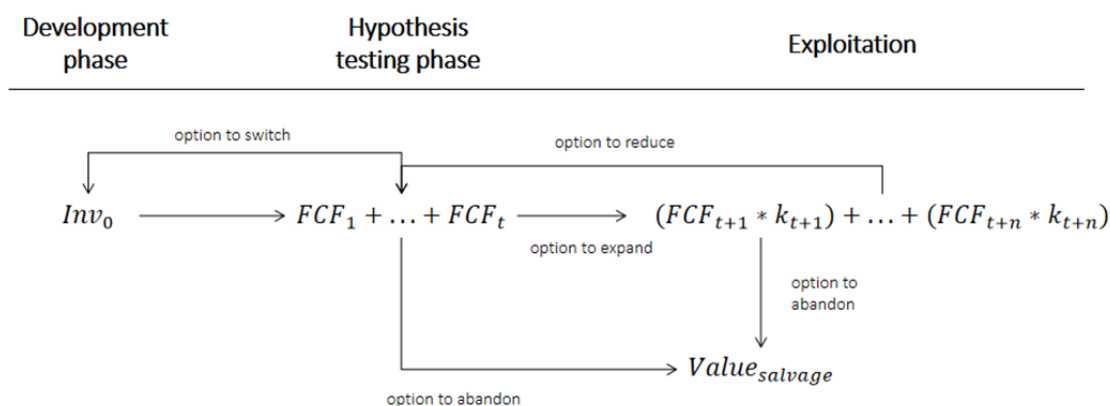 Development
phase
Hypothesis
testing phase
Exploitation
option to switch
option to reduce
Inv₀
FCF₁ + … + FCFₜ
(FCFₜ₊₁ * kₜ₊₁) + … + (FCFₜ₊ₙ * kₜ₊ₙ)
option to expand
option to
abandon
Value_salvage
option to abandon